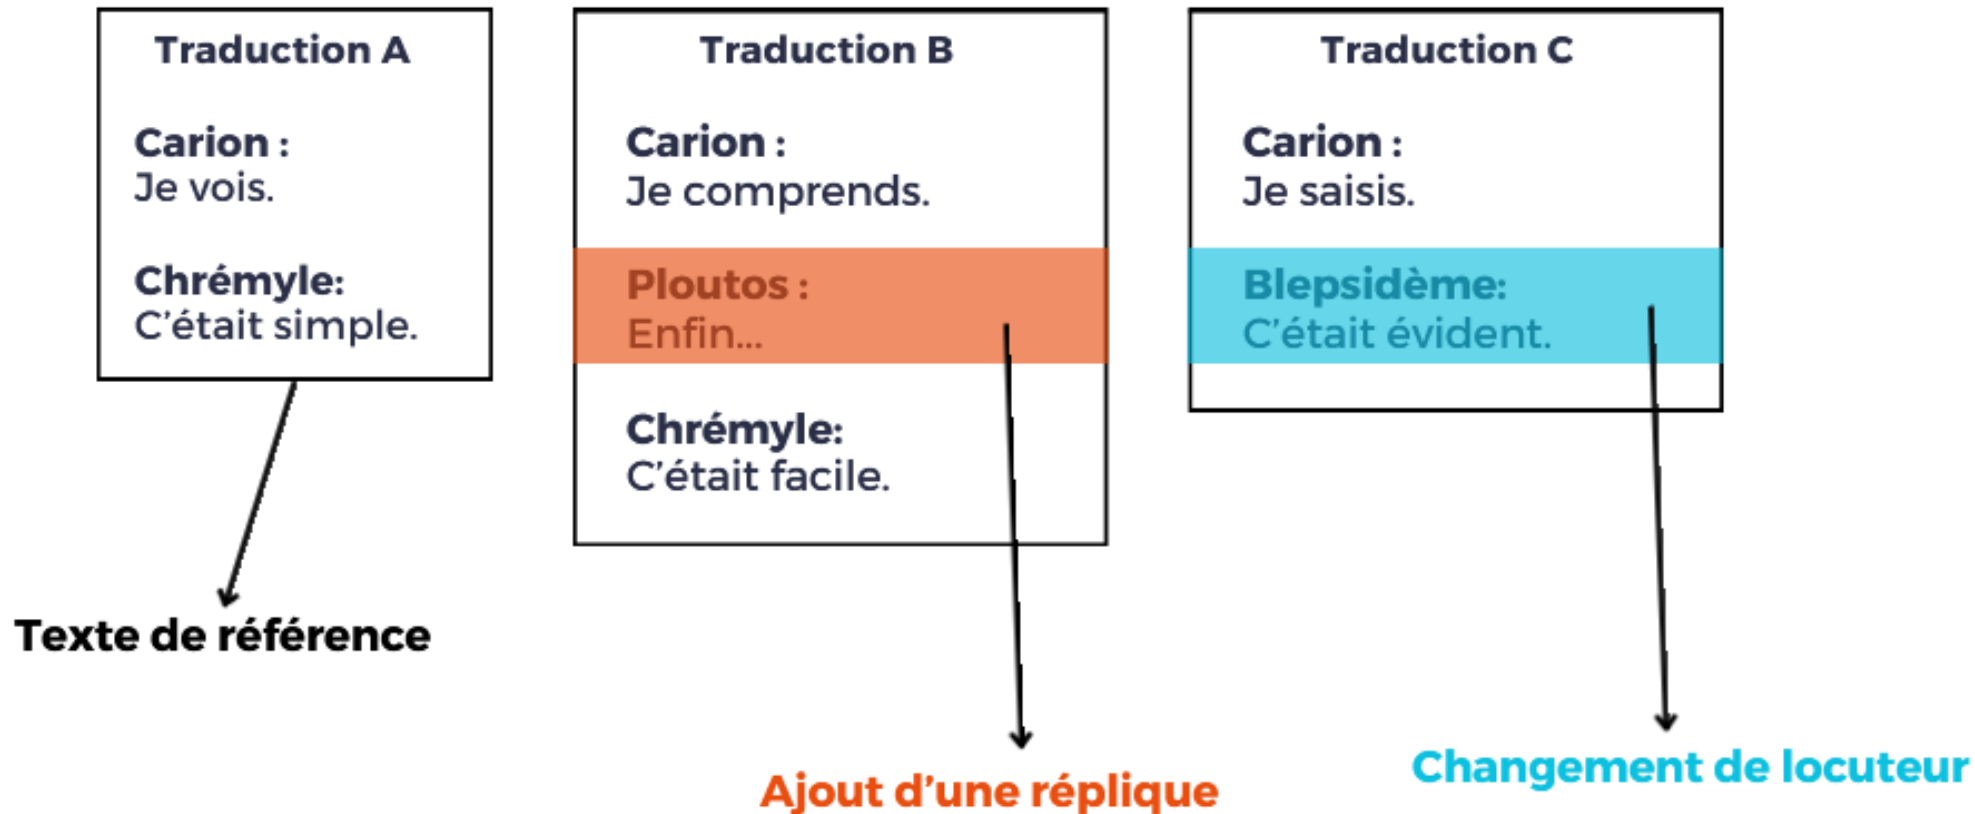 Traduction A
Carion :
Je vois.
Chrémyle:
C'était simple.
Texte de référence
Traduction B
Carion :
Je comprends.
Ploutos :
Enfin...
Chrémyle:
C'était facile.
Ajout d'une réplique
Traduction C
Carion :
Je saisis.
Blepsidème:
C'était évident.
Changement de locuteur